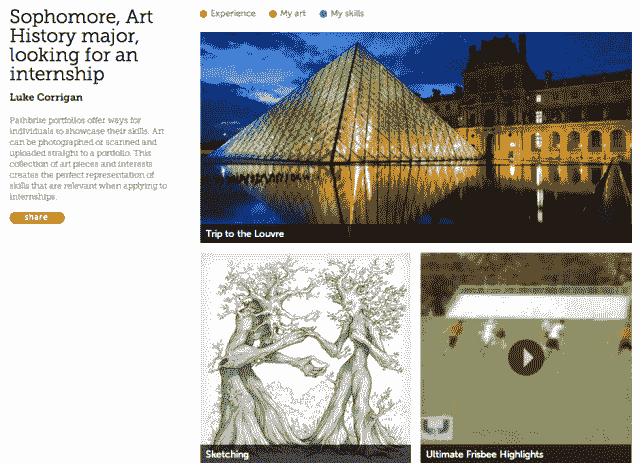 Sophomore, Art
History major,
looking for an
internship
Luke Corrigan
Pathbrite portfolios offer ways for
individuals to showcase their skills. Art
can be photographed or scanned and
uploaded straight to a portfolio. This
collection of art pieces and interests
creates the perfect representation of
skills that are relevant when applying to
internships.
share
Experience My art My skills
Trip to the Louvre
Sketching
Ultimate Frisbee Highlights